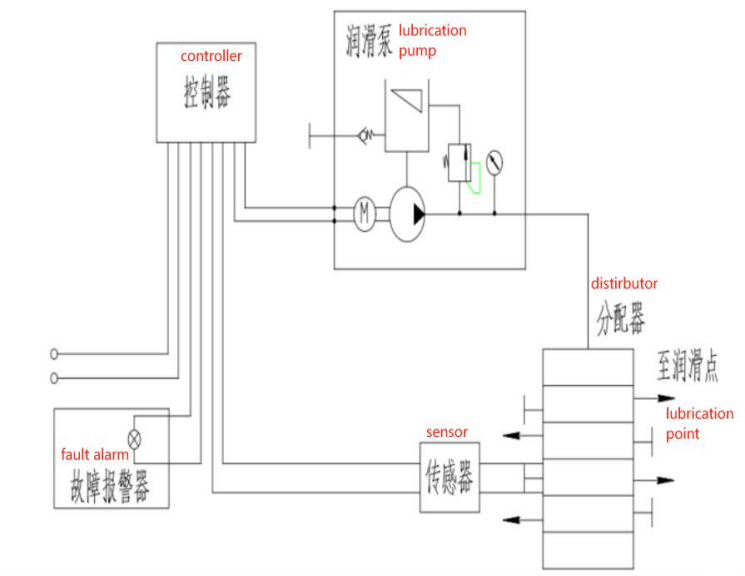 润滑泵
lubrication
pump
controller
控制器
M
distirbutor
分配器
至润滑点
lubrication
point
sensor
传感器
fault alarm
故障报警器